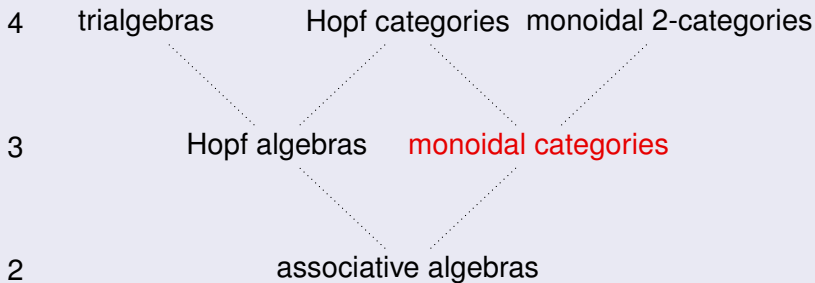 4 trialgebras Hopf categories monoidal 2-categories
3 Hopf algebras monoidal categories
2 associative algebras